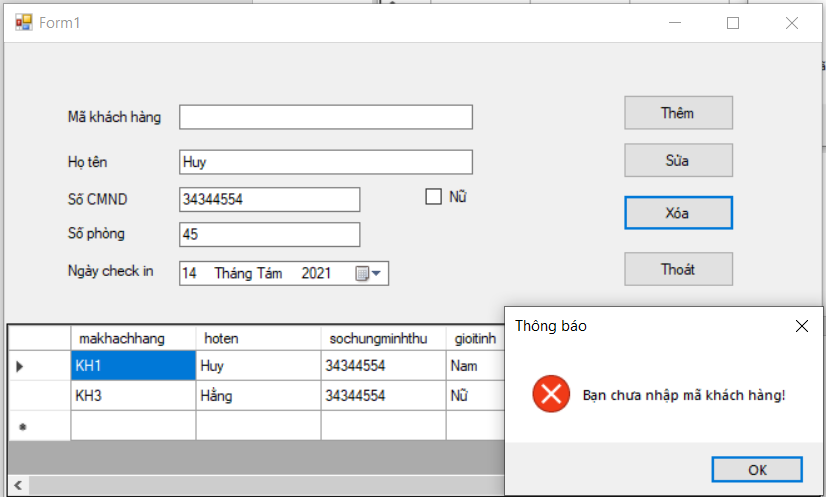 Form1
Mã khách hàng
Thêm
Họ tên
Huy
Sửa
Số CMND
34344554
Nữ
Xóa
Số phòng
45
Ngày check in
14 Tháng Tám 2021
Thoát
makhachhang hoten sochungminhthu gioitinh
KH1 Huy 34344554 Nam
KH3 Hằng 34344554 Nữ
Thông báo
Bạn chưa nhập mã khách hàng!
OK